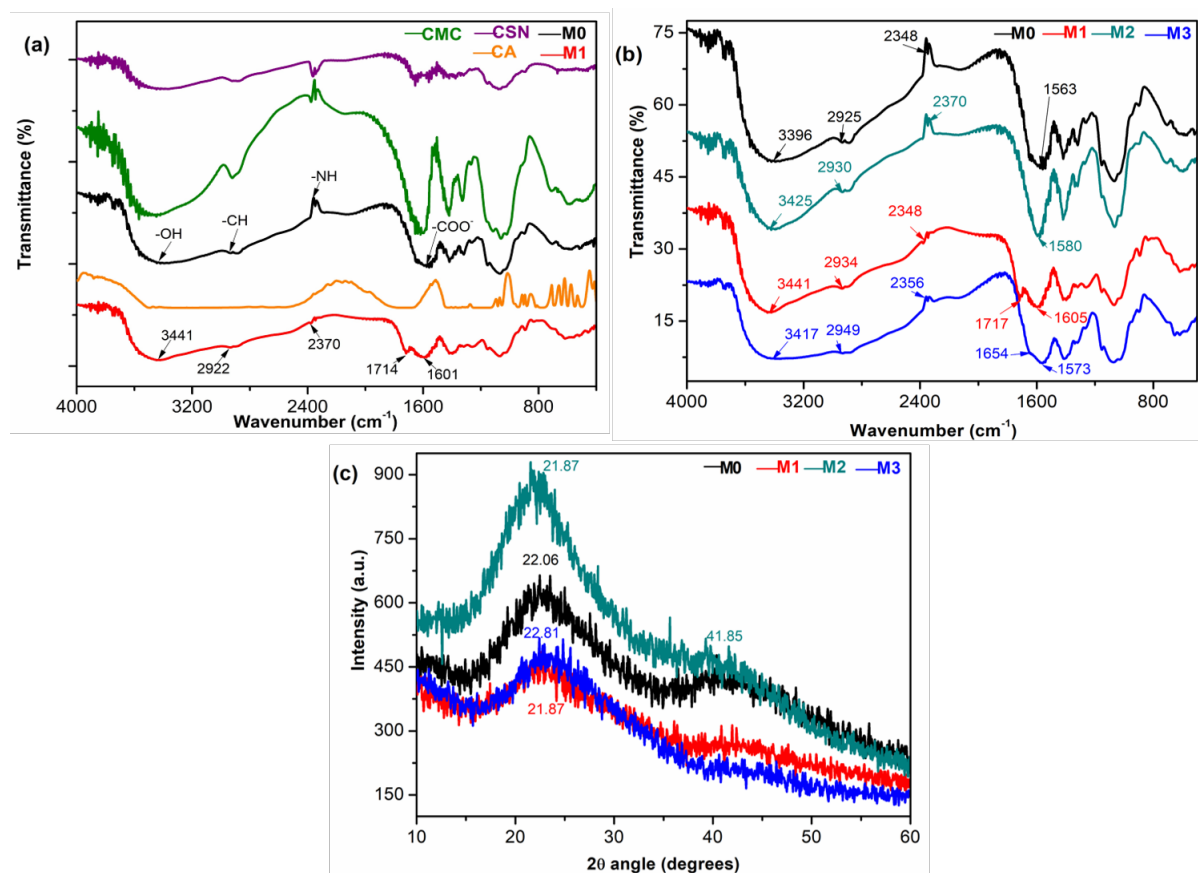 (a)
CMC CSN M0
CA M1
Transmittance (%)
-OH
-CH
-NH
-COO-
3441
2922
2370
1714
1601
4000 3200 2400 1600 800
Wavenumber (cm-1)
(b)
M0 M1 M2 M3
Transmittance (%)
75
60
45
30
15
2348
1563
3396
2925
2370
2930
3425
1580
2348
2934
3441
1717
1605
2356
3417
2949
1654
1573
4000 3200 2400 1600 800
Wavenumber (cm-1)
(c)
M0 M1 M2 M3
Intensity (a.u.)
900
750
600
450
300
150
21.87
22.06
22.81
41.85
21.87
10 20 30 40 50 60
2θ angle (degrees)